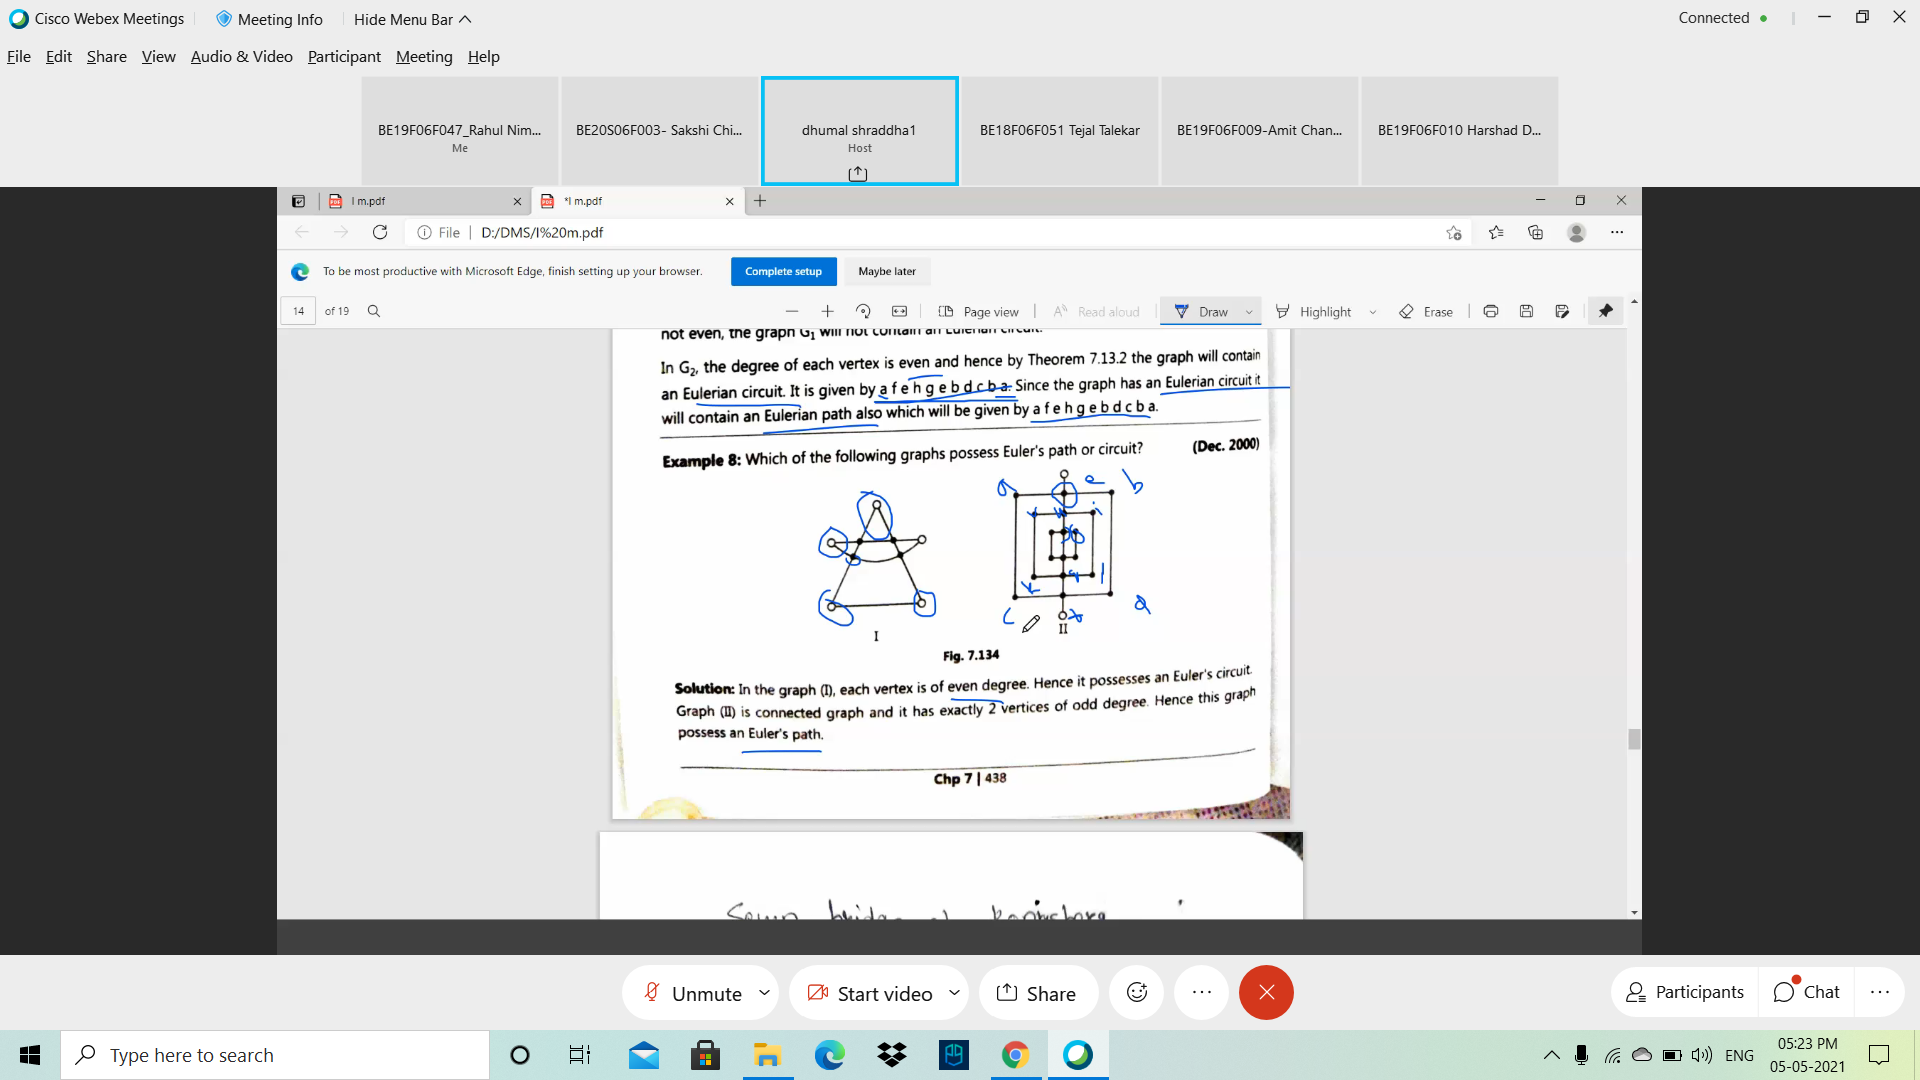 Cisco Webex Meetings Meeting Info Hide Menu Bar Connected
File Edit Share View Audio & Video Participant Meeting Help
BE19F06F047_Rahul Nim... BE20S06F003- Sakshi Chi... dhumal shraddha1 BE18F06F051 Tejal Talekar BE19F06F009-Amit Chan... BE19F06F010 Harshad D...
Me Host
I m.pdf *I m.pdf
File D:/DMS/I%20m.pdf
To be most productive with Microsoft Edge, finish setting up your browser. Complete setup Maybe later
14 of 19 Page view Read aloud Draw Highlight Erase
not even, the graph G1 will not contain an Eulerian circuit.
In G2, the degree of each vertex is even and hence by Theorem 7.13.2 the graph will contain
an Eulerian circuit. It is given by a f e h g e b d c b a. Since the graph has an Eulerian circuit it
will contain an Eulerian path also which will be given by a f e h g e b d c b a.
Example 8: Which of the following graphs possess Euler's path or circuit? (Dec. 2000)
e b
i
l
c
I II
Fig. 7.134
Solution: In the graph (I), each vertex is of even degree. Hence it possesses an Euler's circuit.
Graph (II) is connected graph and it has exactly 2 vertices of odd degree. Hence this graph
possess an Euler's path.
Chp 7 | 438
Unmute Start video Share Participants Chat
Type here to search ENG 05:23 PM
05-05-2021